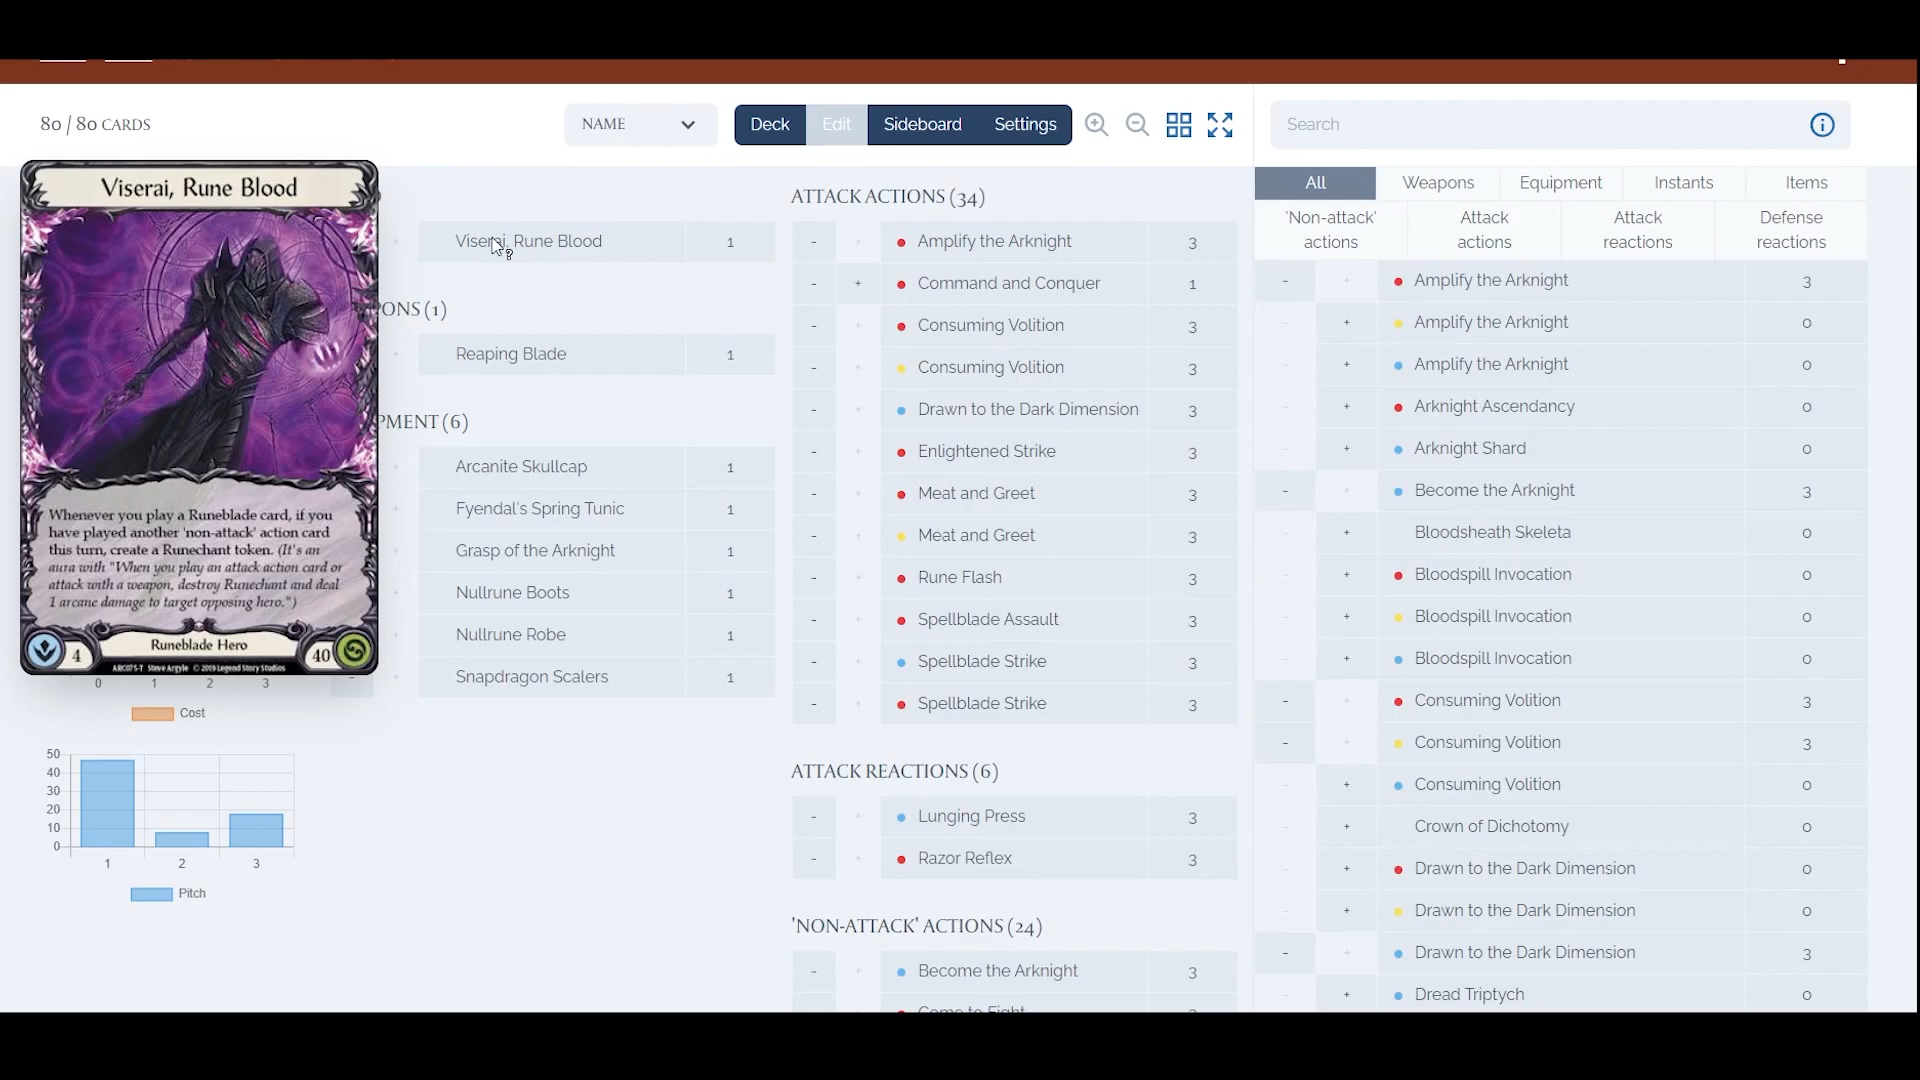 80 / 80 CARDS
NAME
Deck
Edit
Sideboard
Settings
Search
Viserai, Rune Blood
Whenever you play a Runeblade card, if you
have played another 'non-attack' action card
this turn, create a Runechant token. (It's an
aura with "When you play an attack action card or
attack with a weapon, destroy Runechant and deal
1 arcane damage to target opposing hero.")
4
Runeblade Hero
40
ARC075-T Steve Argyle © 2019 Legend Story Studios
0 1 2 3
Cost
50
40
30
20
10
0
1 2 3
Pitch
Viserai, Rune Blood 1
PONS (1)
- + Reaping Blade 1
PMENT (6)
+ Arcanite Skullcap 1
+ Fyendal's Spring Tunic 1
+ Grasp of the Arknight 1
+ Nullrune Boots 1
+ Nullrune Robe 1
- + Snapdragon Scalers 1
ATTACK ACTIONS (34)
- + Amplify the Arknight 3
- + Command and Conquer 1
- + Consuming Volition 3
- + Consuming Volition 3
- + Drawn to the Dark Dimension 3
- + Enlightened Strike 3
- + Meat and Greet 3
- + Meat and Greet 3
- + Rune Flash 3
- + Spellblade Assault 3
- + Spellblade Strike 3
- + Spellblade Strike 3
ATTACK REACTIONS (6)
- + Lunging Press 3
- + Razor Reflex 3
'NON-ATTACK' ACTIONS (24)
- + Become the Arknight 3
Come to Fight 3
All
Weapons
Equipment
Instants
Items
'Non-attack'
actions
Attack
actions
Attack
reactions
Defense
reactions
- + Amplify the Arknight 3
- + Amplify the Arknight 0
- + Amplify the Arknight 0
- + Arknight Ascendancy 0
- + Arknight Shard 0
- + Become the Arknight 3
- + Bloodsheath Skeleta 0
- + Bloodspill Invocation 0
- + Bloodspill Invocation 0
- + Bloodspill Invocation 0
- + Consuming Volition 3
- + Consuming Volition 3
- + Consuming Volition 0
- + Crown of Dichotomy 0
- + Drawn to the Dark Dimension 0
- + Drawn to the Dark Dimension 0
- + Drawn to the Dark Dimension 3
- + Dread Triptych 0